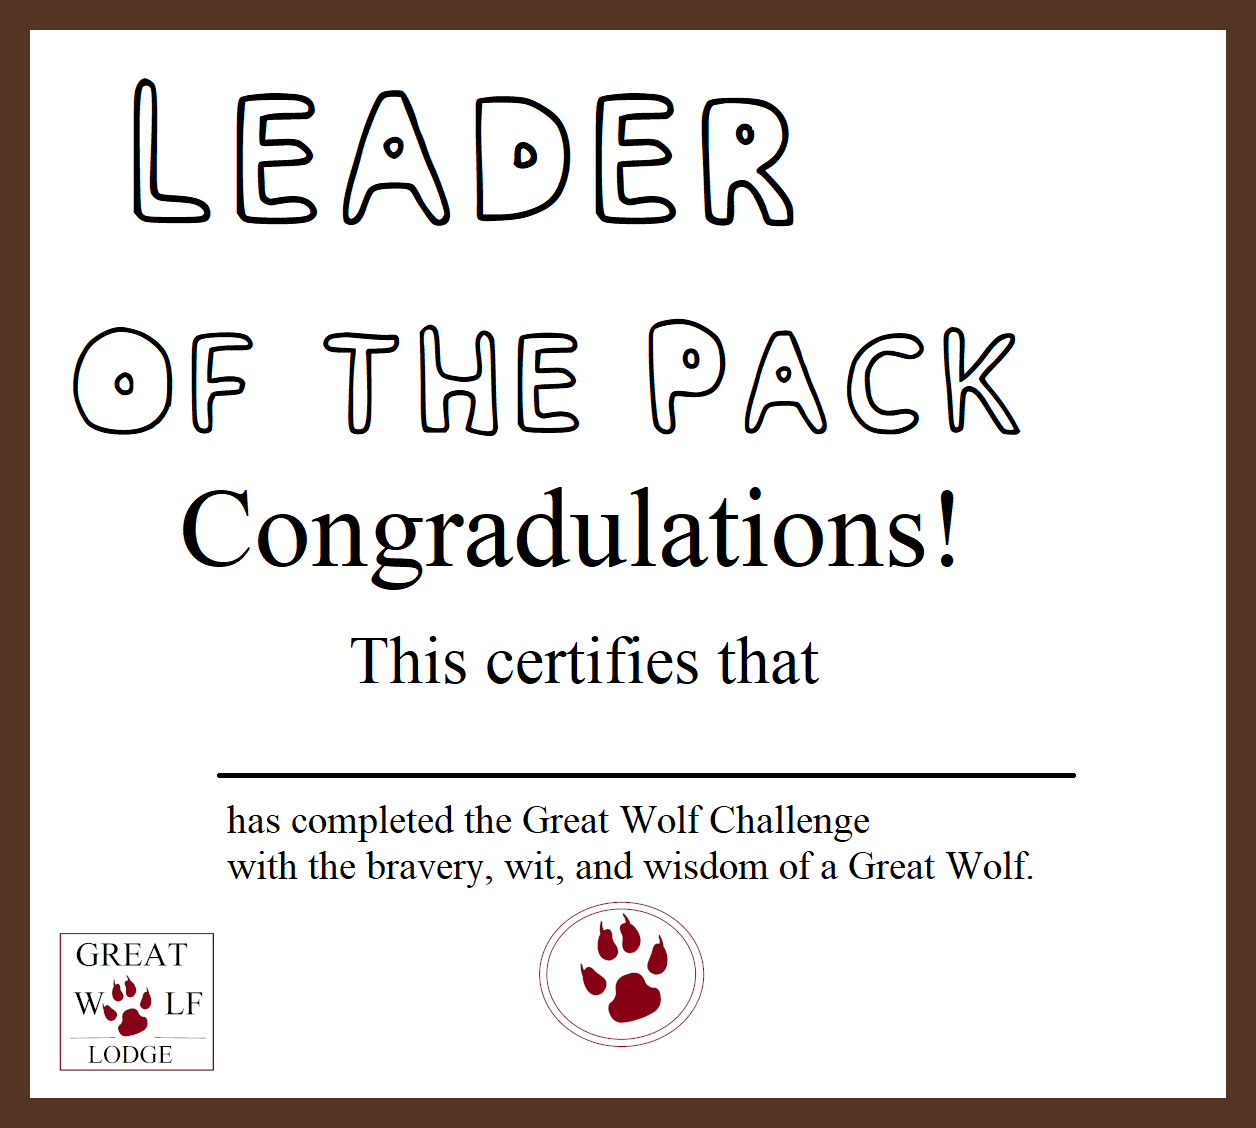 LEADER
OF THE PACK
Congradulations!
This certifies that
has completed the Great Wolf Challenge
with the bravery, wit, and wisdom of a Great Wolf.
GREAT
W LF
LODGE